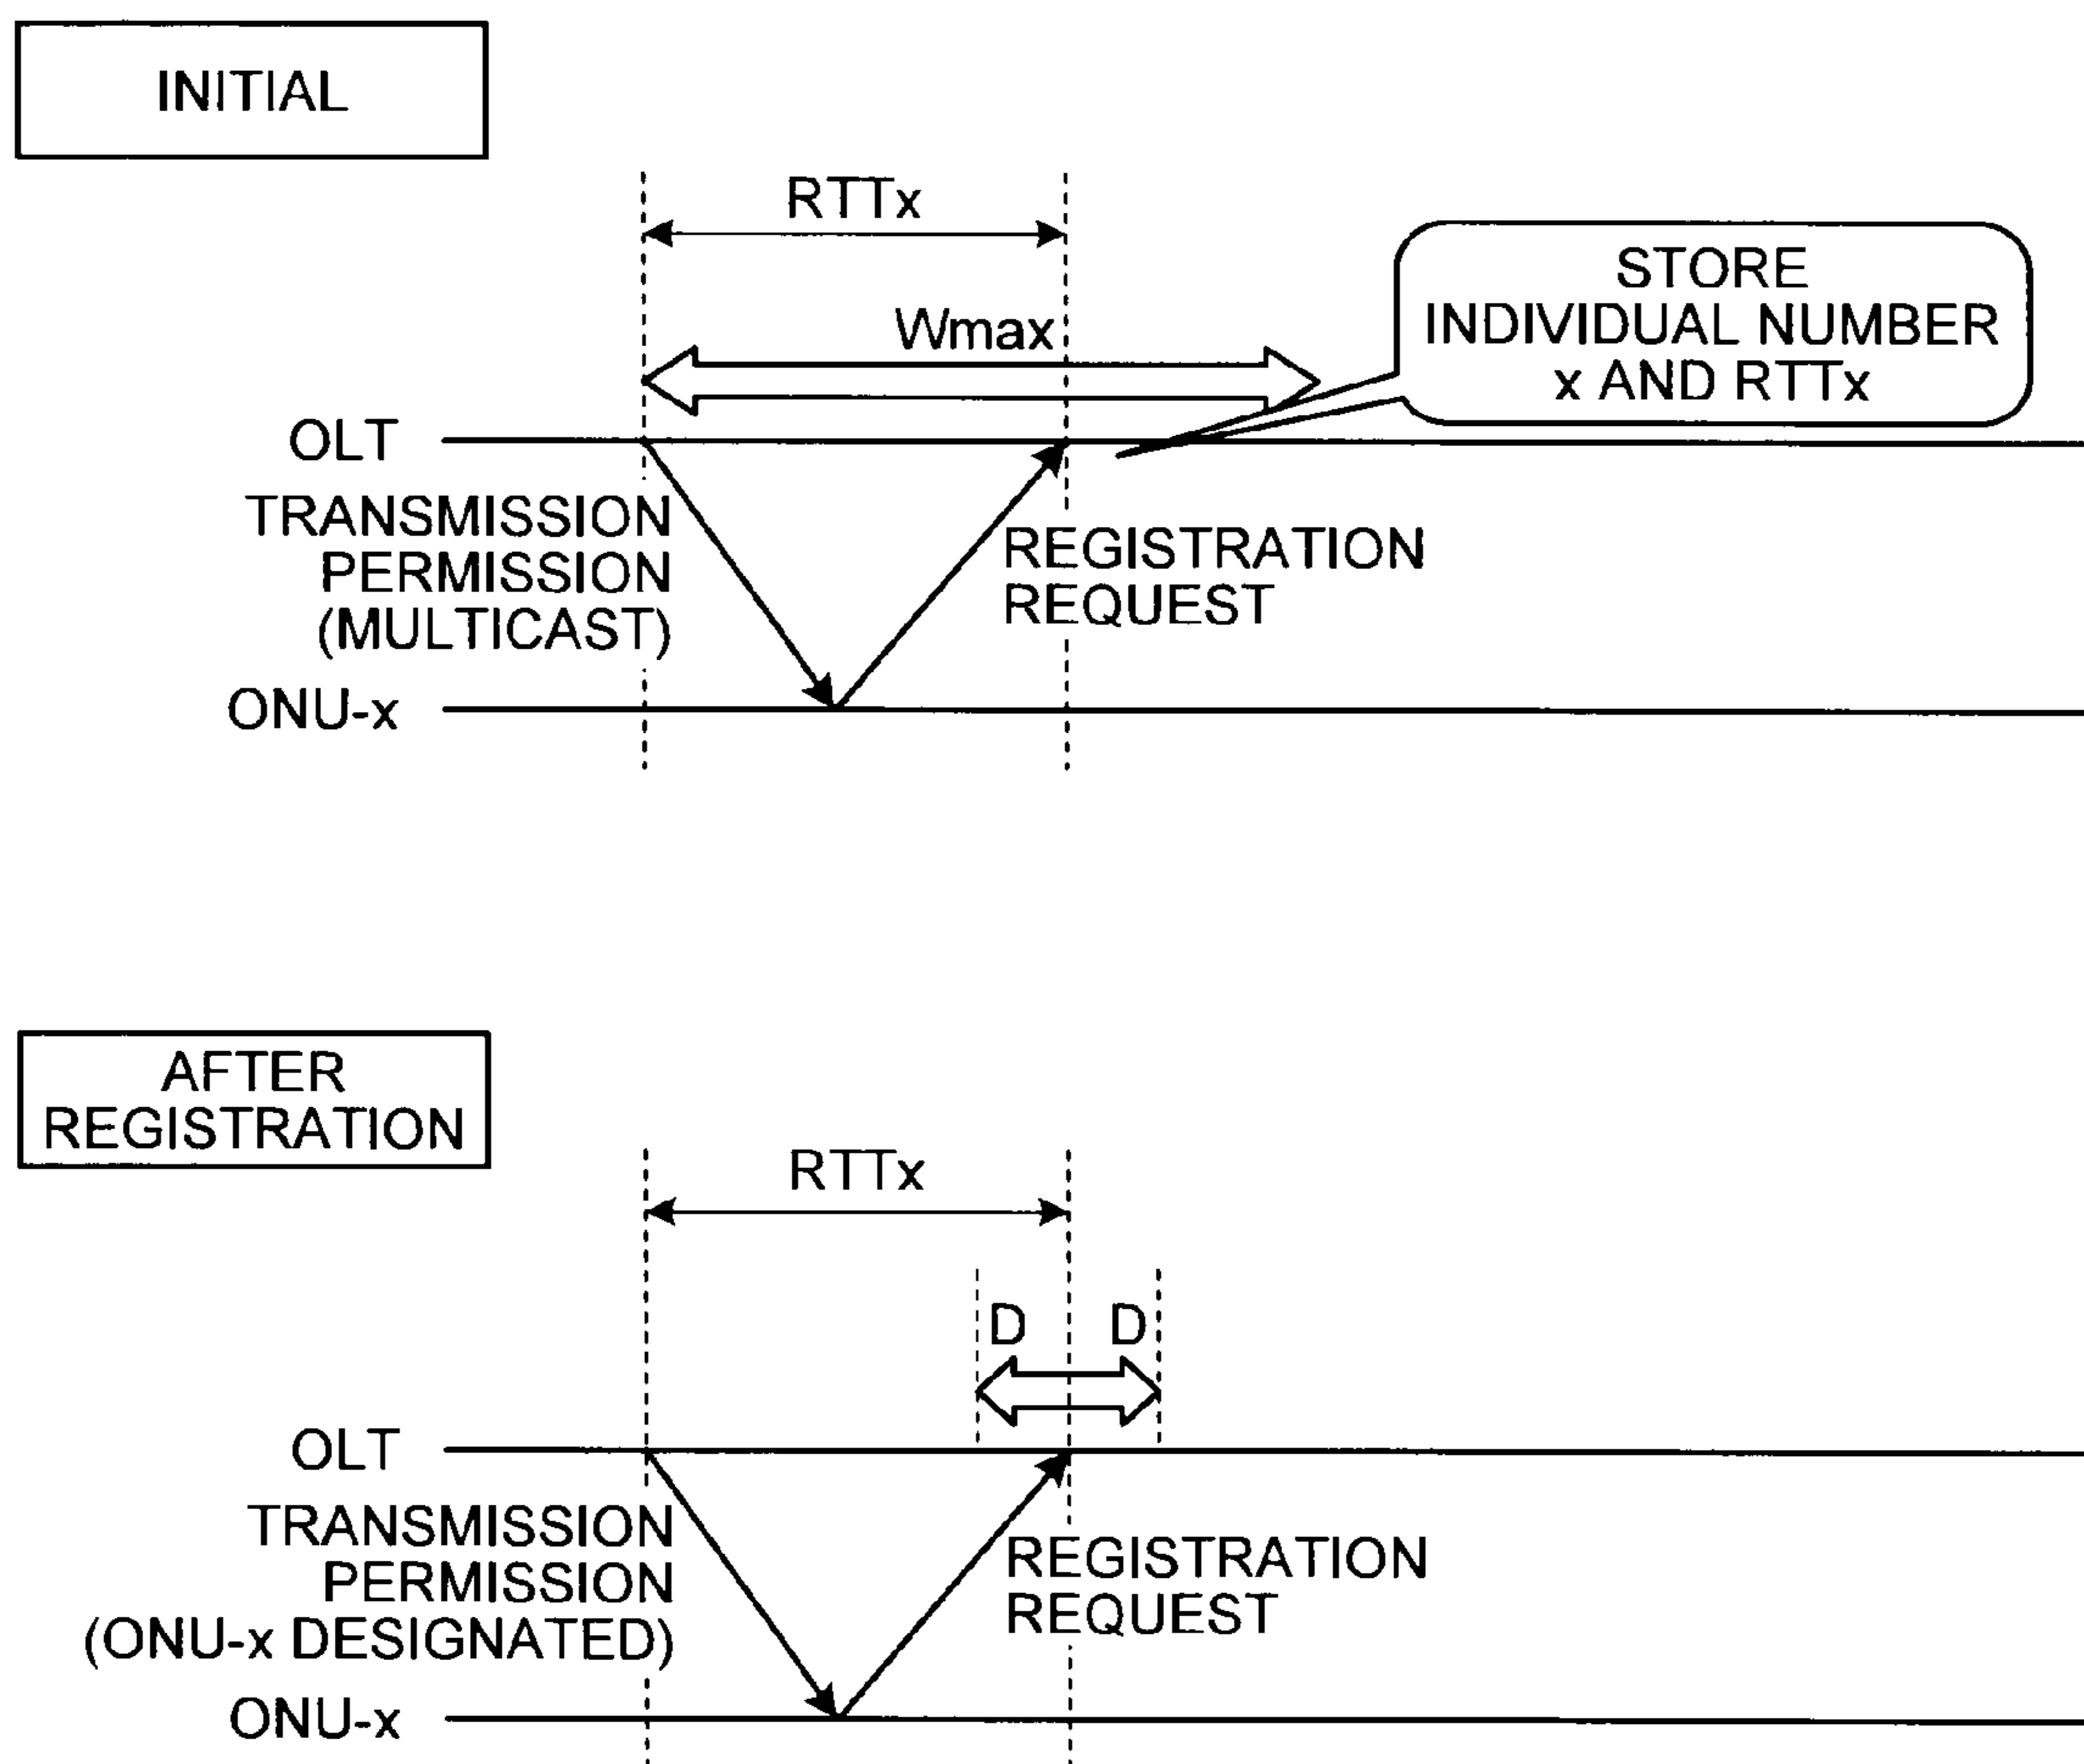 INITIAL
RTTx
Wmax
STORE
INDIVIDUAL NUMBER
x AND RTTx
OLT
TRANSMISSION
PERMISSION
(MULTICAST)
REGISTRATION
REQUEST
ONU-x
AFTER
REGISTRATION
RTTx
D D
OLT
TRANSMISSION
PERMISSION
(ONU-x DESIGNATED)
REGISTRATION
REQUEST
ONU-x